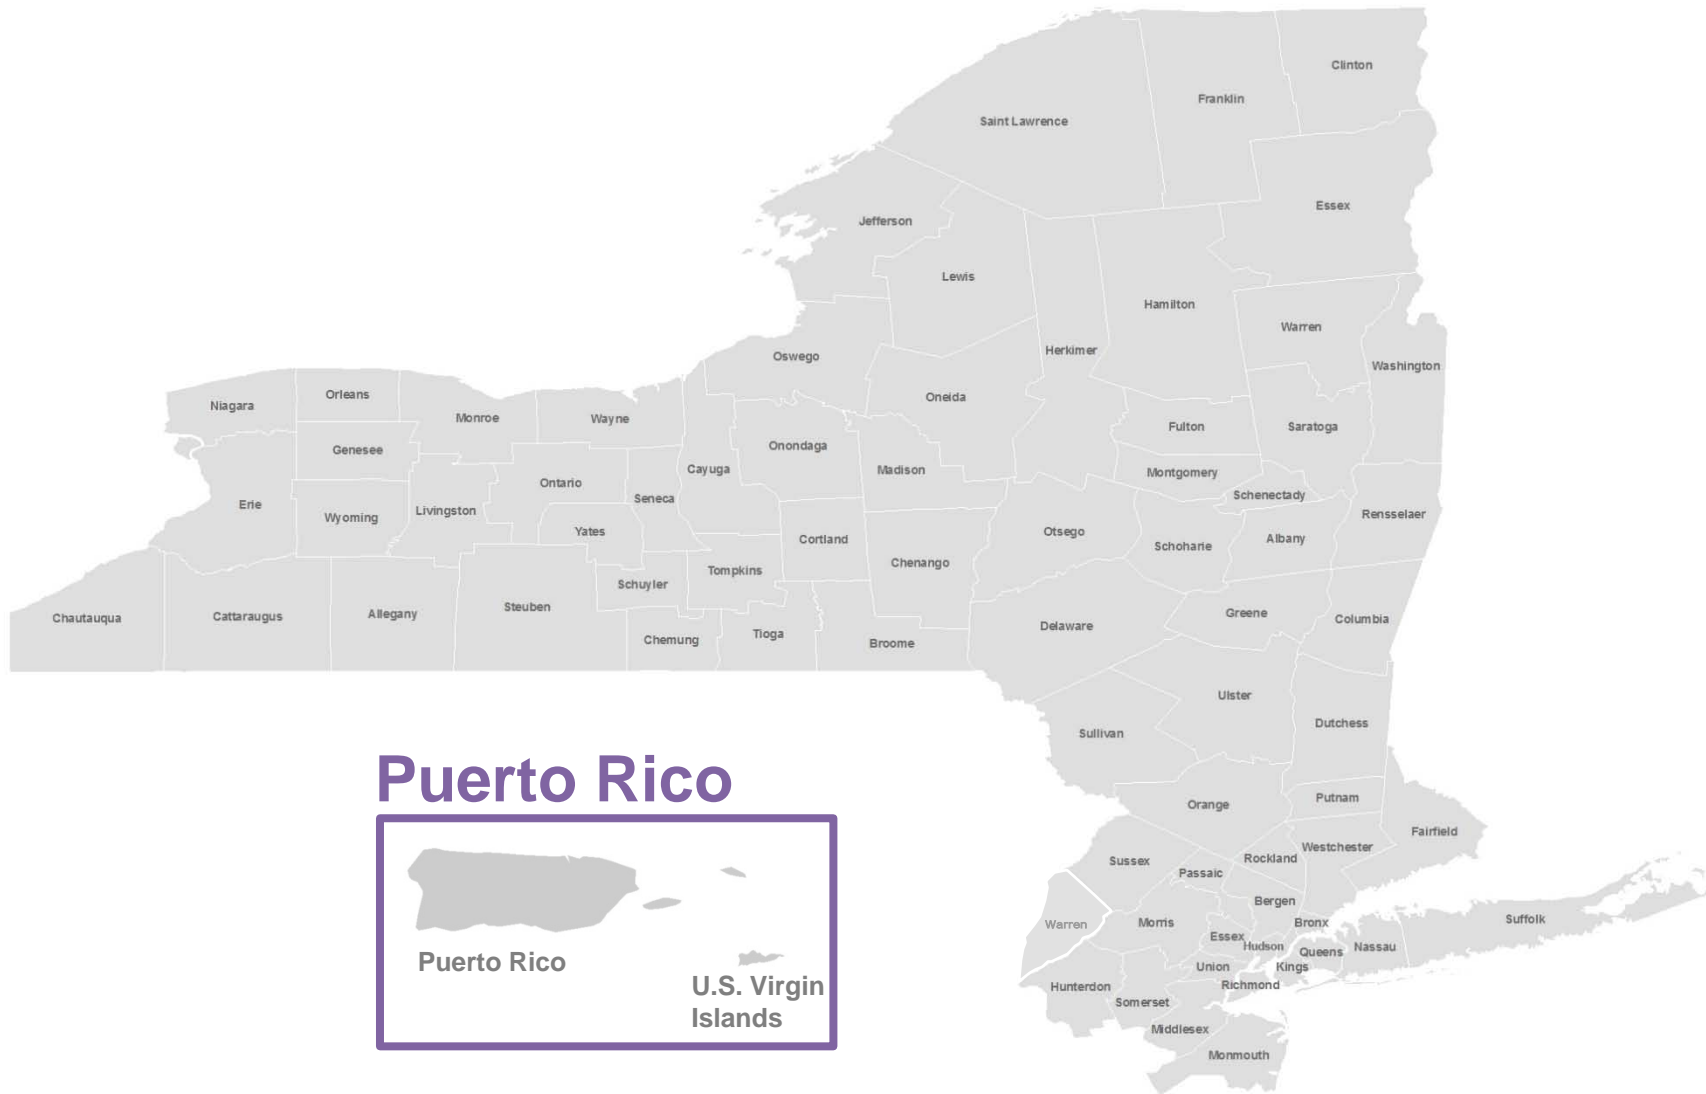 Clinton
Franklin
Saint Lawrence
Essex
Jefferson
Lewis
Hamilton
Warren
Herkimer
Oswego
Washington
Oneida
Orleans
Niagara
Monroe
Wayne
Fulton
Saratoga
Genesee
Onondaga
Cayuga
Madison
Montgomery
Ontario
Seneca
Schenectady
Erie
Wyoming
Livingston
Rensselaer
Yates
Cortland
Otsego
Schoharie
Albany
Chenango
Tompkins
Schuyler
Steuben
Allegany
Cattaraugus
Chautauqua
Greene
Columbia
Delaware
Tioga
Chemung
Broome
Ulster
Dutchess
Sullivan
Puerto Rico
Orange
Putnam
Fairfield
Westchester
Rockland
Sussex
Passaic
Bergen
Warren
Morris
Bronx
Suffolk
Essex
Hudson
Nassau
Queens
Puerto Rico
Union
Kings
Hunterdon
Richmond
U.S. Virgin
Islands
Somerset
Middlesex
Monmouth